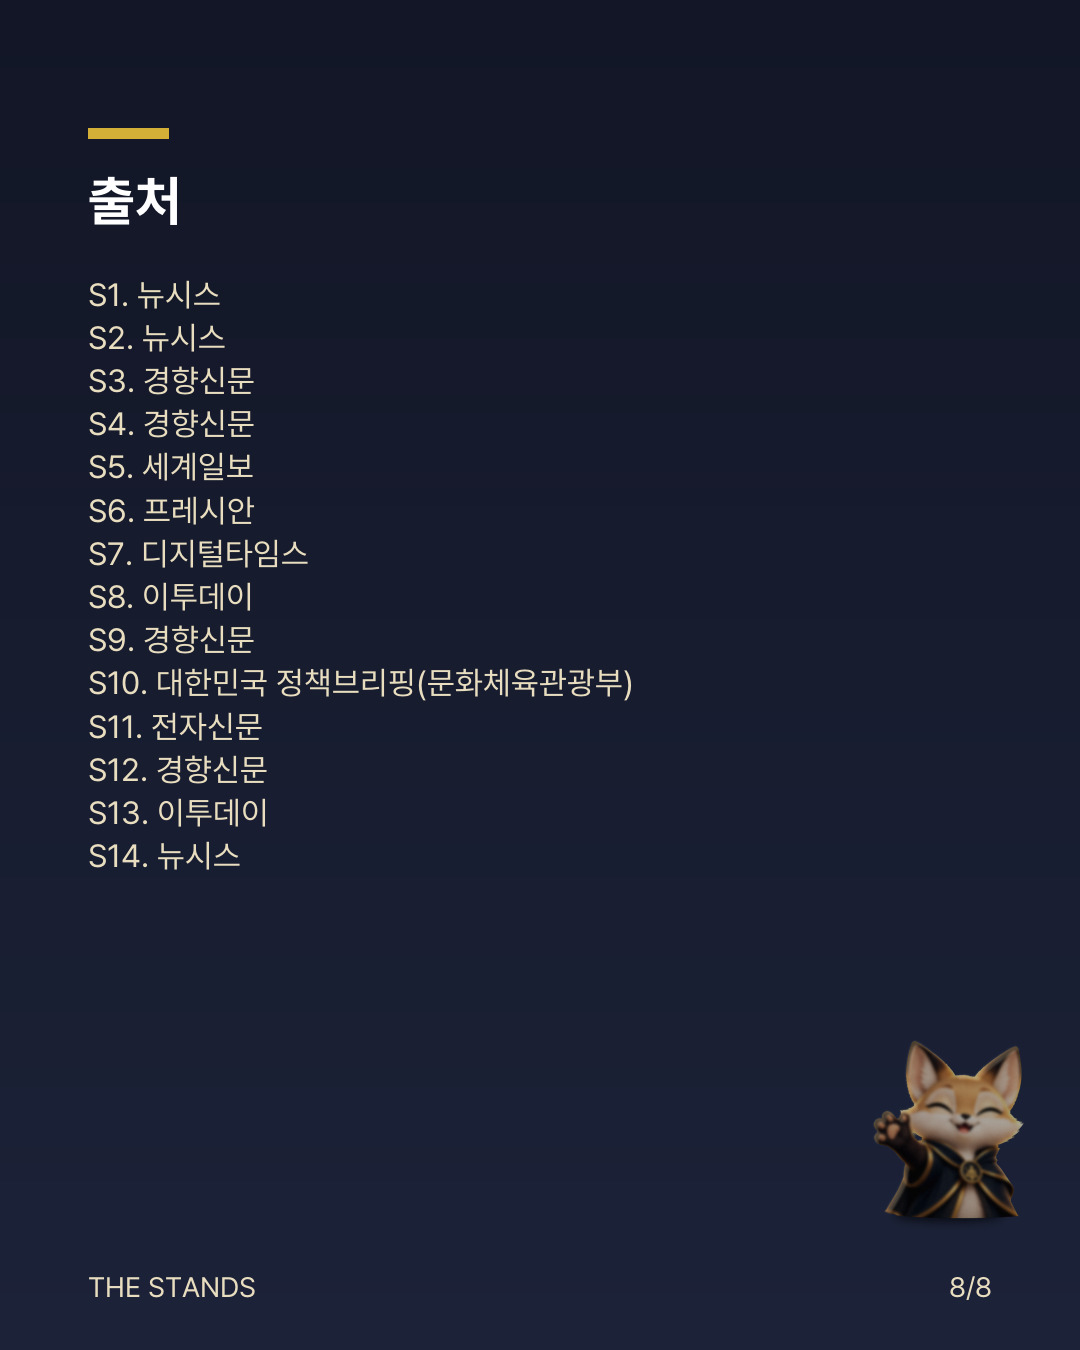 출처
S1. 뉴시스
S2. 뉴시스
S3. 경향신문
S4. 경향신문
S5. 세계일보
S6. 프레시안
S7. 디지털타임스
S8. 이투데이
S9. 경향신문
S10. 대한민국 정책브리핑(문화체육관광부)
S11. 전자신문
S12. 경향신문
S13. 이투데이
S14. 뉴시스
THE STANDS
8/8